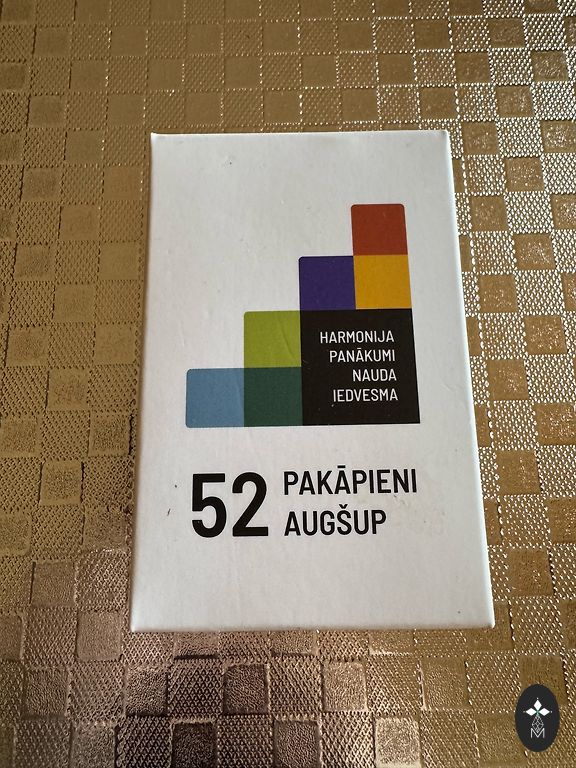 HARMONIJA
PANĀKUMI
NAUDA
IEDVESMA
52 PAKĀPIENI
AUGŠUP